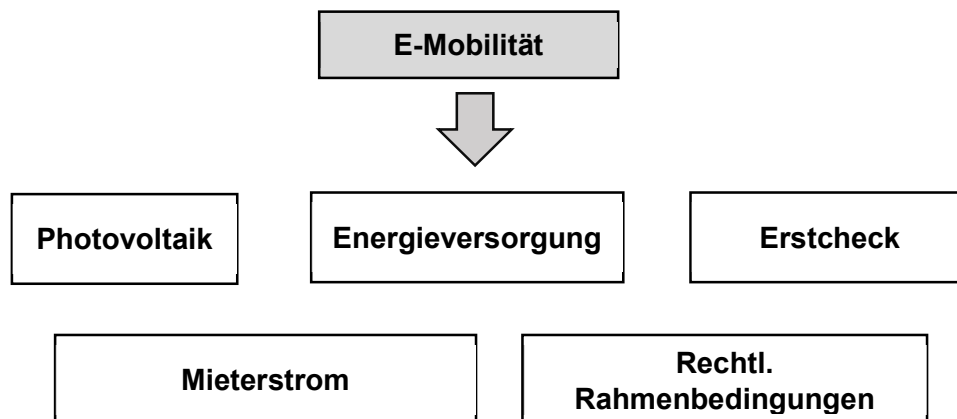 E-Mobilität
Photovoltaik
Energieversorgung
Erstcheck
Mieterstrom
Rechtl.
Rahmenbedingungen